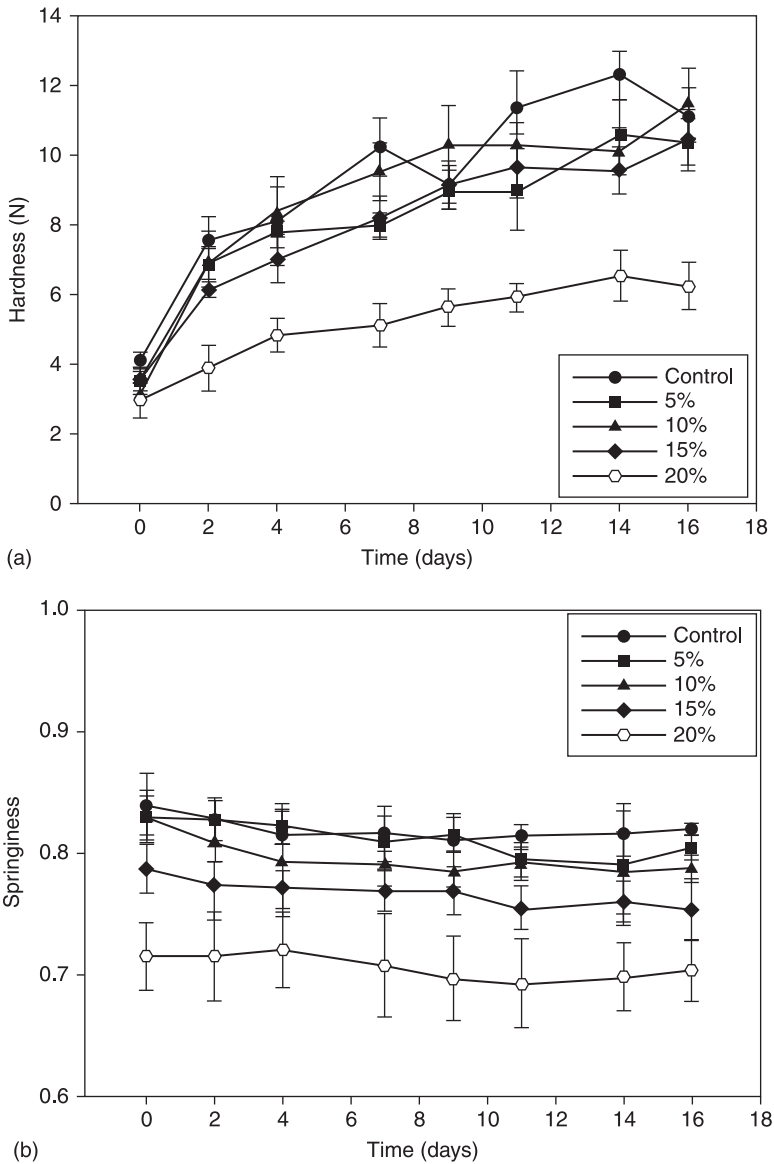 14
12
10
8
6
4
2
0
Hardness (N)
Control
5%
10%
15%
20%
0 2 4 6 8 10 12 14 16 18
(a) Time (days)
1.0
0.9
0.8
0.7
0.6
Springiness
Control
5%
10%
15%
20%
0 2 4 6 8 10 12 14 16 18
(b) Time (days)